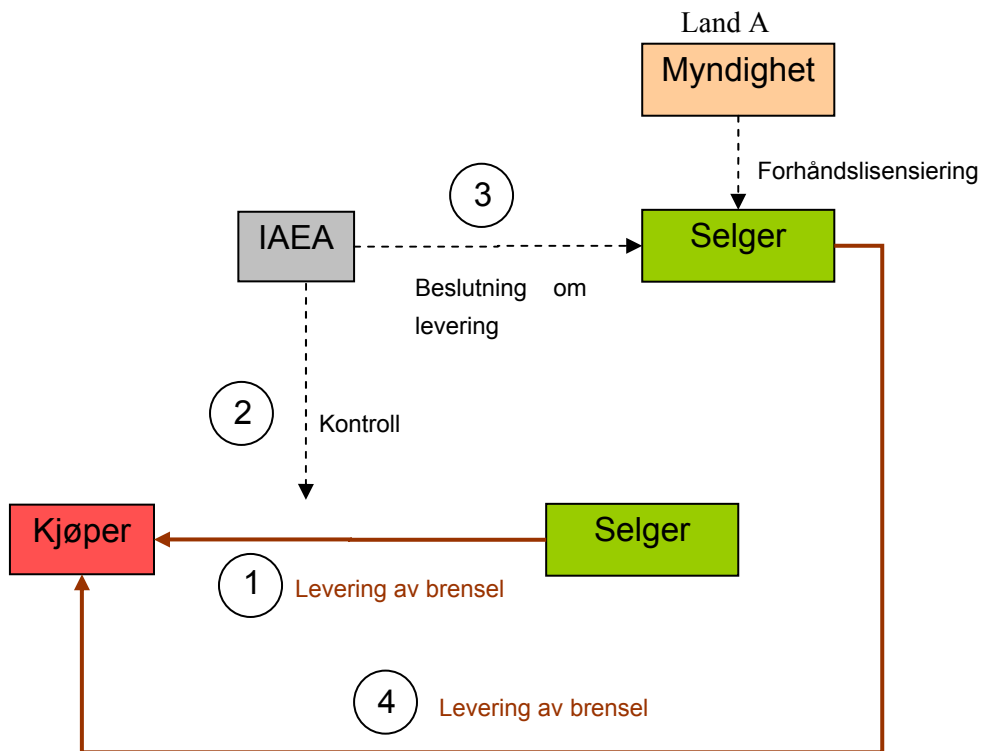 Land A
Myndighet
Forhåndslisensiering
3
IAEA
Selger
Beslutning om
levering
2
Kontroll
Kjøper
Selger
1
Levering av brensel
4
Levering av brensel